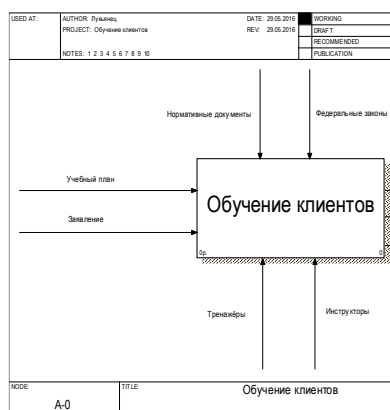 USED AT:
AUTHOR: Лукьянец
DATE: 29.05.2016
WORKING
PROJECT: Обучение клиентов
REV: 29.05.2016
DRAFT
RECOMMENDED
NOTES: 1 2 3 4 5 6 7 8 9 10
PUBLICATION
Нормативные документы
Федеральные законы
Учебный план
Обучение клиентов
Заявление
0р.
0
Тренажёры
Инструкторы
NODE:
TITLE:
Обучение клиентов
A-0